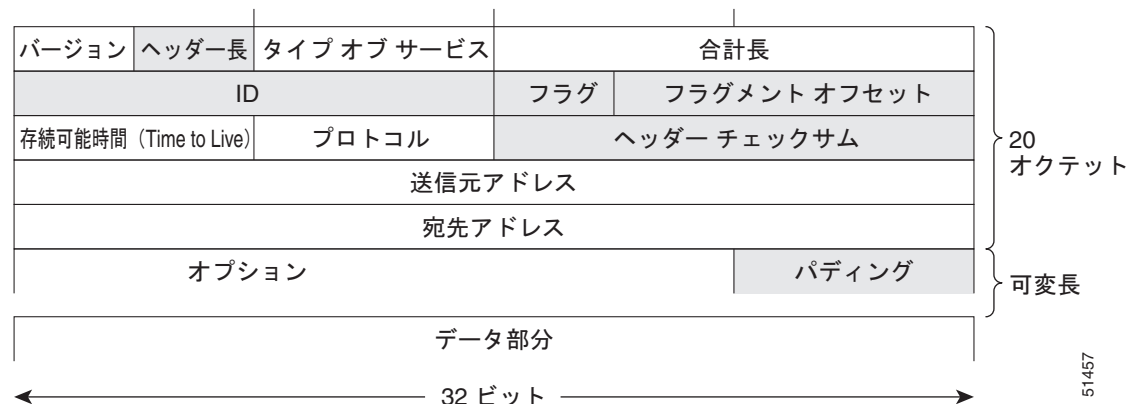 バージョン ヘッダー長 タイプ オブ サービス 合計長
ID フラグ フラグメント オフセット
存続可能時間（Time to Live） プロトコル ヘッダー チェックサム
送信元アドレス
宛先アドレス
20
オクテット
オプション パディング
可変長
データ部分
32 ビット
51457